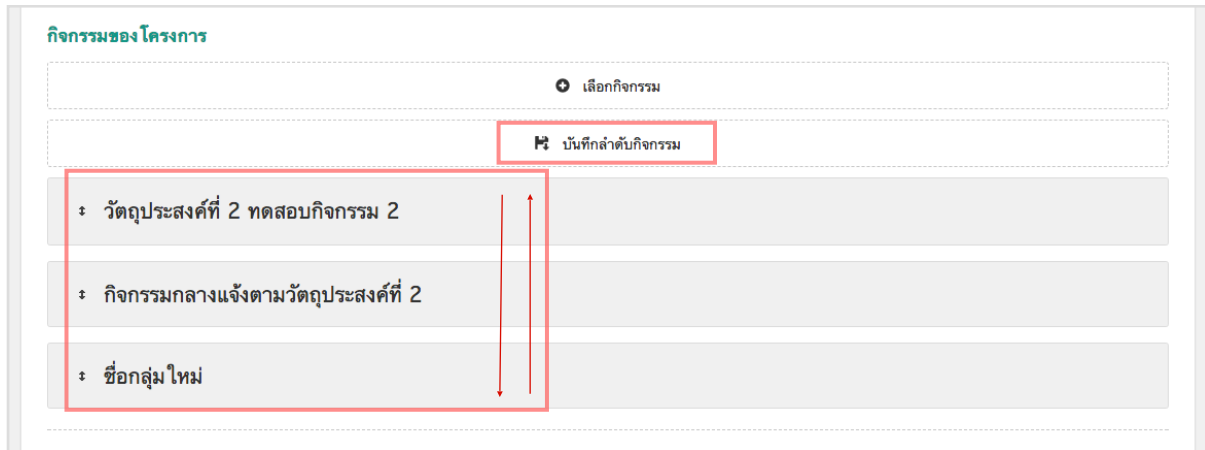 กิจกรรมของโครงการ
เลือกกิจกรรม
บันทึกลำดับกิจกรรม
วัตถุประสงค์ที่ 2 ทดสอบกิจกรรม 2
กิจกรรมกลางแจ้งตามวัตถุประสงค์ที่ 2
ชื่อกลุ่มใหม่